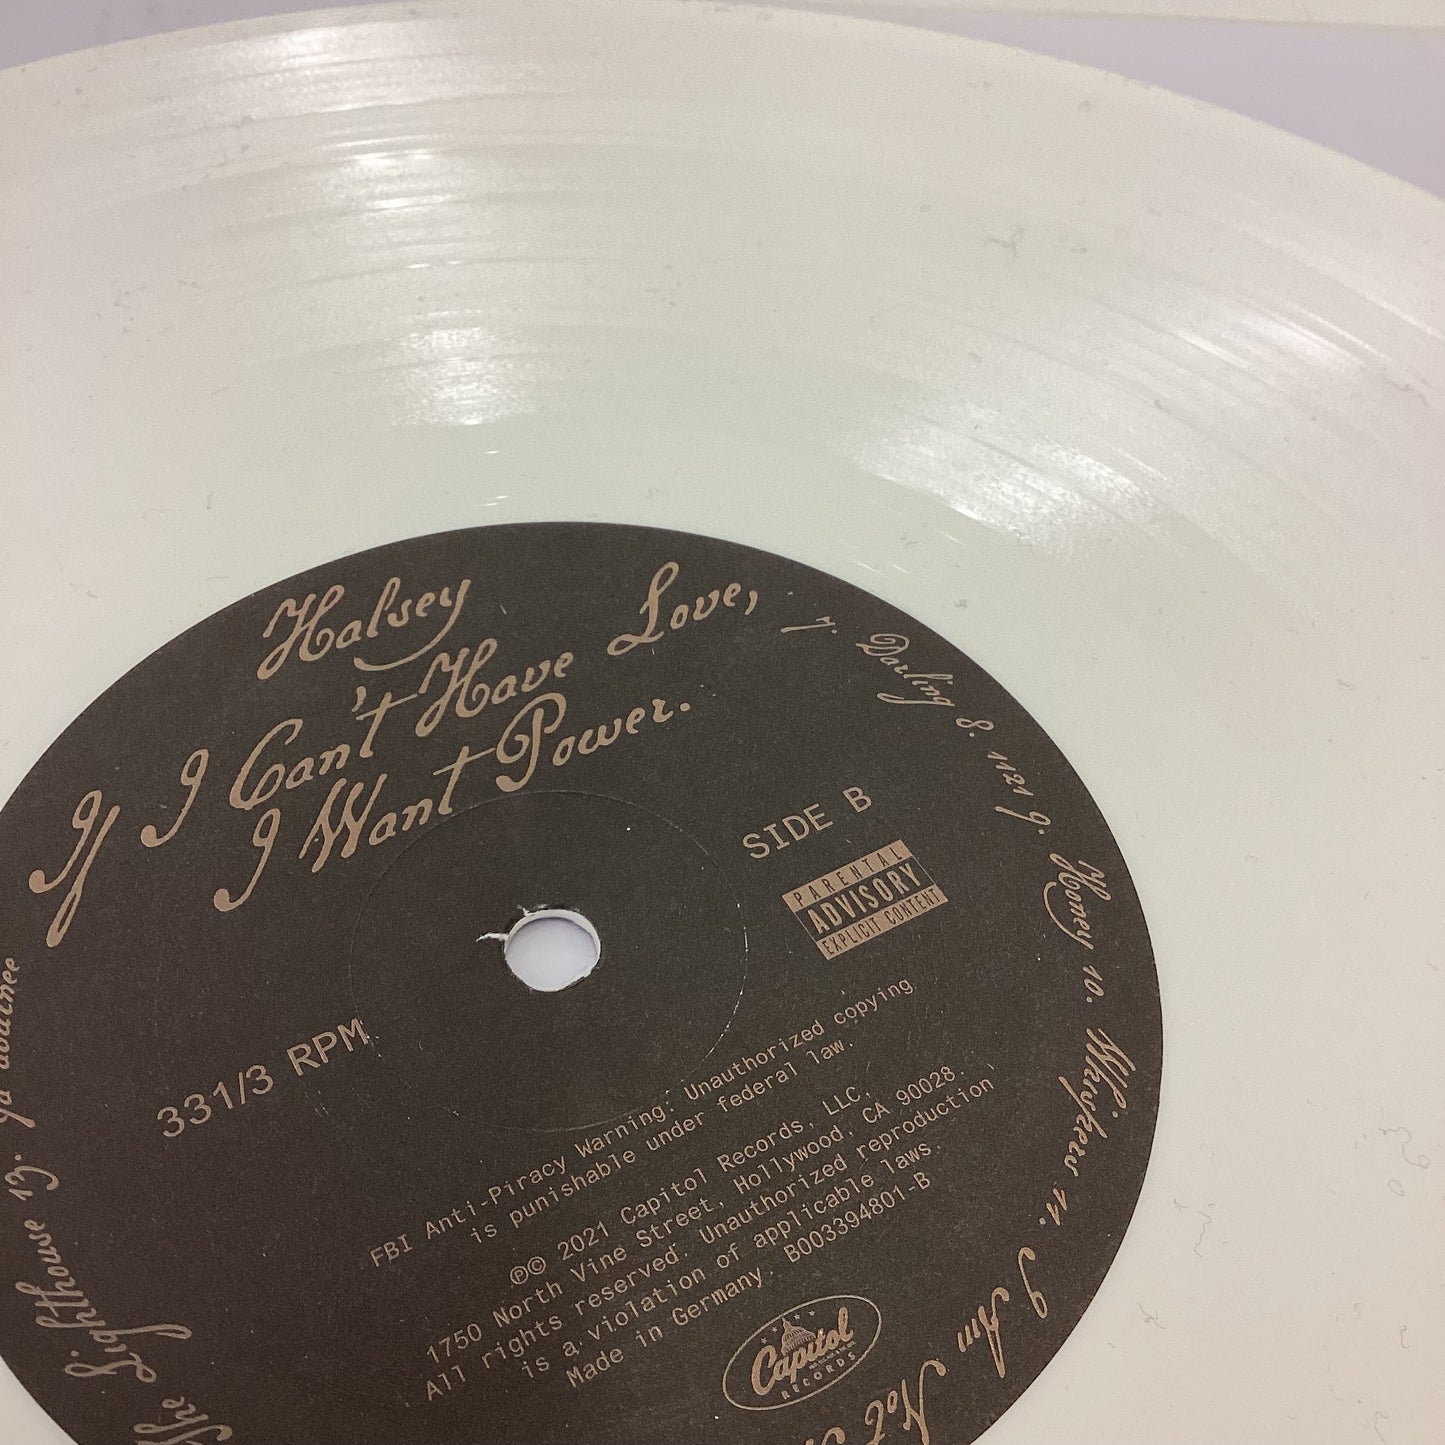 Halsey
If I Can't Have Love,
I Want Power.
SIDE B
PARENTAL
ADVISORY
EXPLICIT CONTENT
331/3 RPM
FBI Anti-Piracy Warning: Unauthorized copying
is punishable under federal law.
℗© 2021 Capitol Records, LLC,
1750 North Vine Street, Hollywood, CA 90028.
All rights reserved. Unauthorized reproduction
is a violation of applicable laws.
Made in Germany. B003394801-B
Capitol
RECORDS
7. Darling 8. 1121 9. Honey 10. Whispers 11. I Am Not
The Lighthouse 13. Ya'aburnee